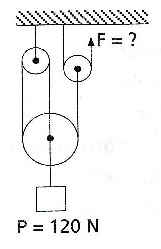 F = ?
P = 120 N